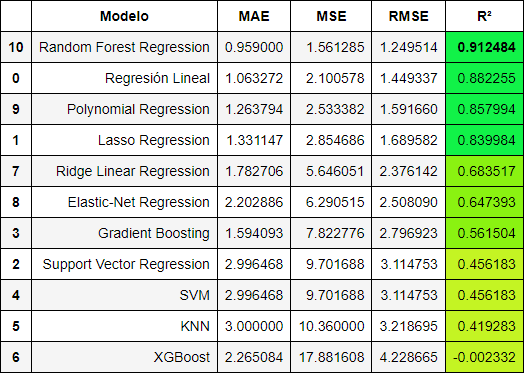 Modelo MAE MSE RMSE R²
10 Random Forest Regression 0.959000 1.561285 1.249514 0.912484
0 Regresión Lineal 1.063272 2.100578 1.449337 0.882255
9 Polynomial Regression 1.263794 2.533382 1.591660 0.857994
1 Lasso Regression 1.331147 2.854686 1.689582 0.839984
7 Ridge Linear Regression 1.782706 5.646051 2.376142 0.683517
8 Elastic-Net Regression 2.202886 6.290515 2.508090 0.647393
3 Gradient Boosting 1.594093 7.822776 2.796923 0.561504
2 Support Vector Regression 2.996468 9.701688 3.114753 0.456183
4 SVM 2.996468 9.701688 3.114753 0.456183
5 KNN 3.000000 10.360000 3.218695 0.419283
6 XGBoost 2.265084 17.881608 4.228665 -0.002332